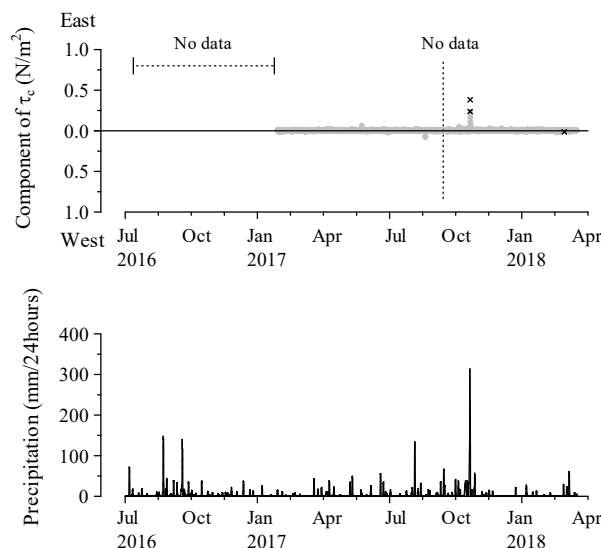 East
No data
No data
1.0
0.5
0.0
0.5
1.0
Component of τc (N/m²)
West
Jul Oct Jan Apr Jul Oct Jan Apr
2016 2017 2018
400
300
200
100
0
Precipitation (mm/24hours)
Jul Oct Jan Apr Jul Oct Jan Apr
2016 2017 2018